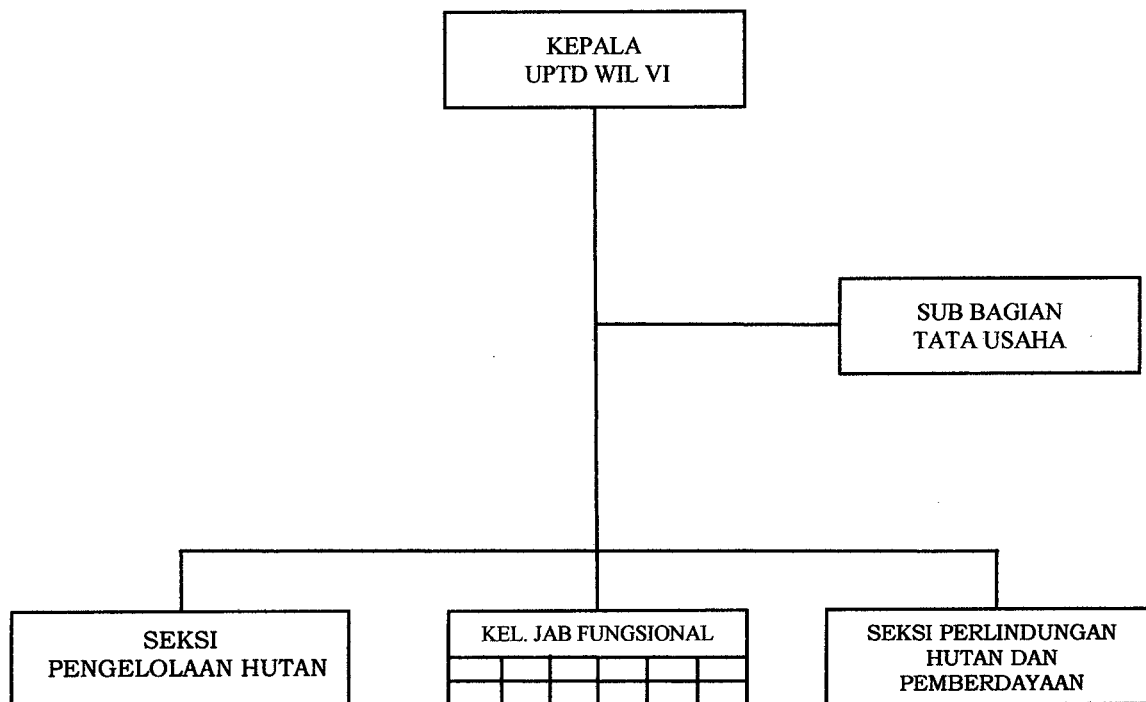 KEPALA
UPTD WIL VI
SUB BAGIAN
TATA USAHA
SEKSI
PENGELOLAAN HUTAN
KEL. JAB FUNGSIONAL
SEKSI PERLINDUNGAN
HUTAN DAN
PEMBERDAYAAN